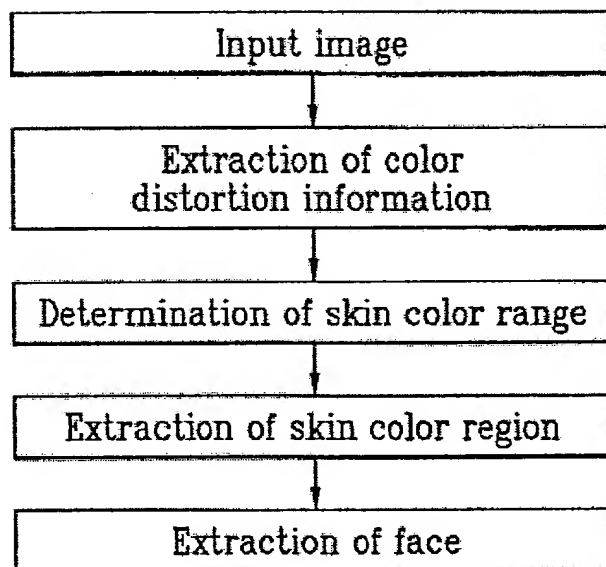 Input image
Extraction of color
distortion information
Determination of skin color range
Extraction of skin color region
Extraction of face